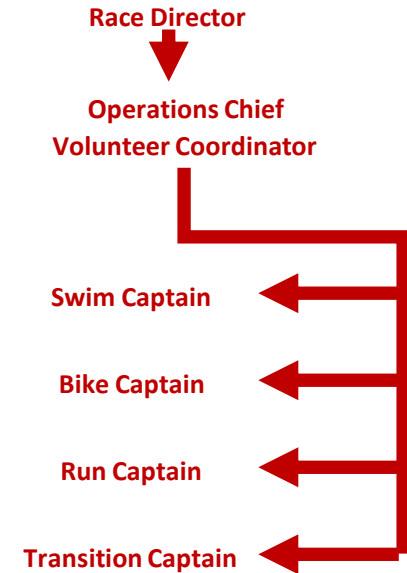 Race Director
Operations Chief
Volunteer Coordinator
Swim Captain
Bike Captain
Run Captain
Transition Captain